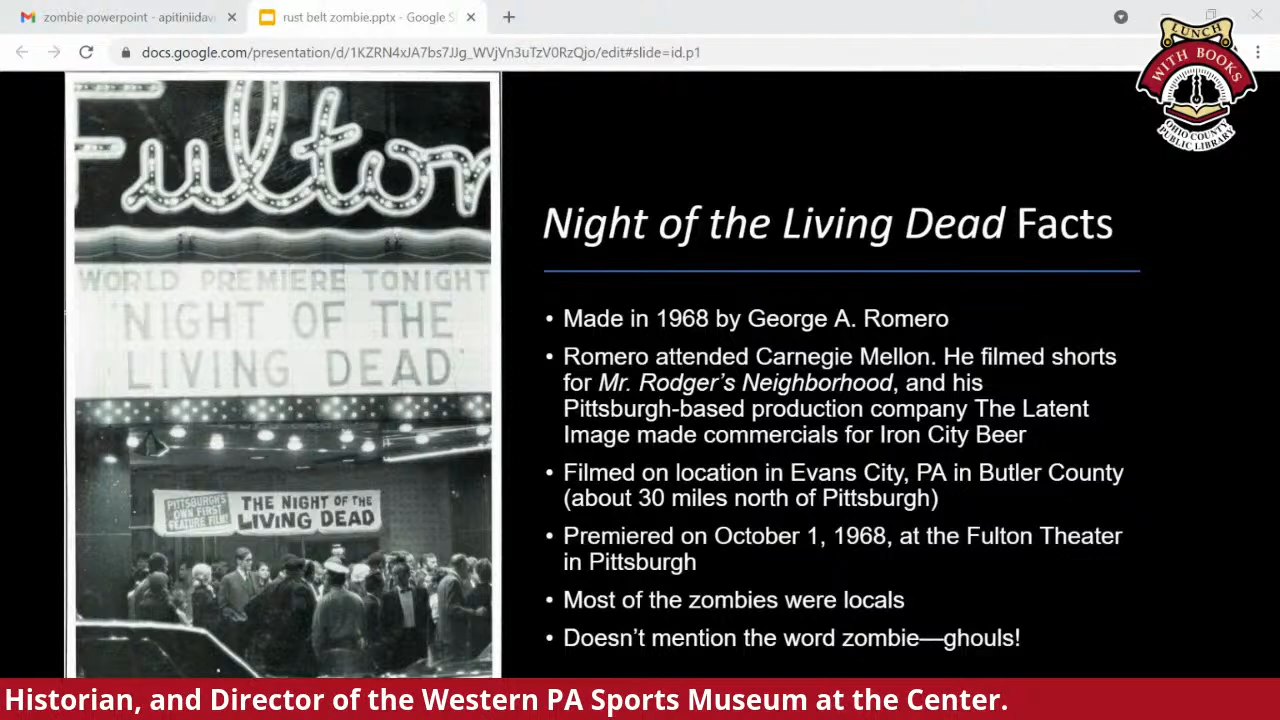 zombie powerpoint - apitiniidav
rust belt zombie.pptx - Google S
docs.google.com/presentation/d/1KZRN4xJA7bs7JJg_WVjVn3uTzV0RzQjo/edit#slide=id.p1
LUNCH
WITH BOOKS
OHIO COUNTY
PUBLIC LIBRARY
Fulton
WORLD PREMIERE TONIGHT
"NIGHT OF THE
LIVING DEAD"
PITTSBURGH'S
OWN FIRST
FEATURE FILM!
THE NIGHT OF THE
LIVING DEAD
Night of the Living Dead Facts
• Made in 1968 by George A. Romero
• Romero attended Carnegie Mellon. He filmed shorts
for Mr. Rodger's Neighborhood, and his
Pittsburgh-based production company The Latent
Image made commercials for Iron City Beer
• Filmed on location in Evans City, PA in Butler County
(about 30 miles north of Pittsburgh)
• Premiered on October 1, 1968, at the Fulton Theater
in Pittsburgh
• Most of the zombies were locals
• Doesn't mention the word zombie—ghouls!
Historian, and Director of the Western PA Sports Museum at the Center.